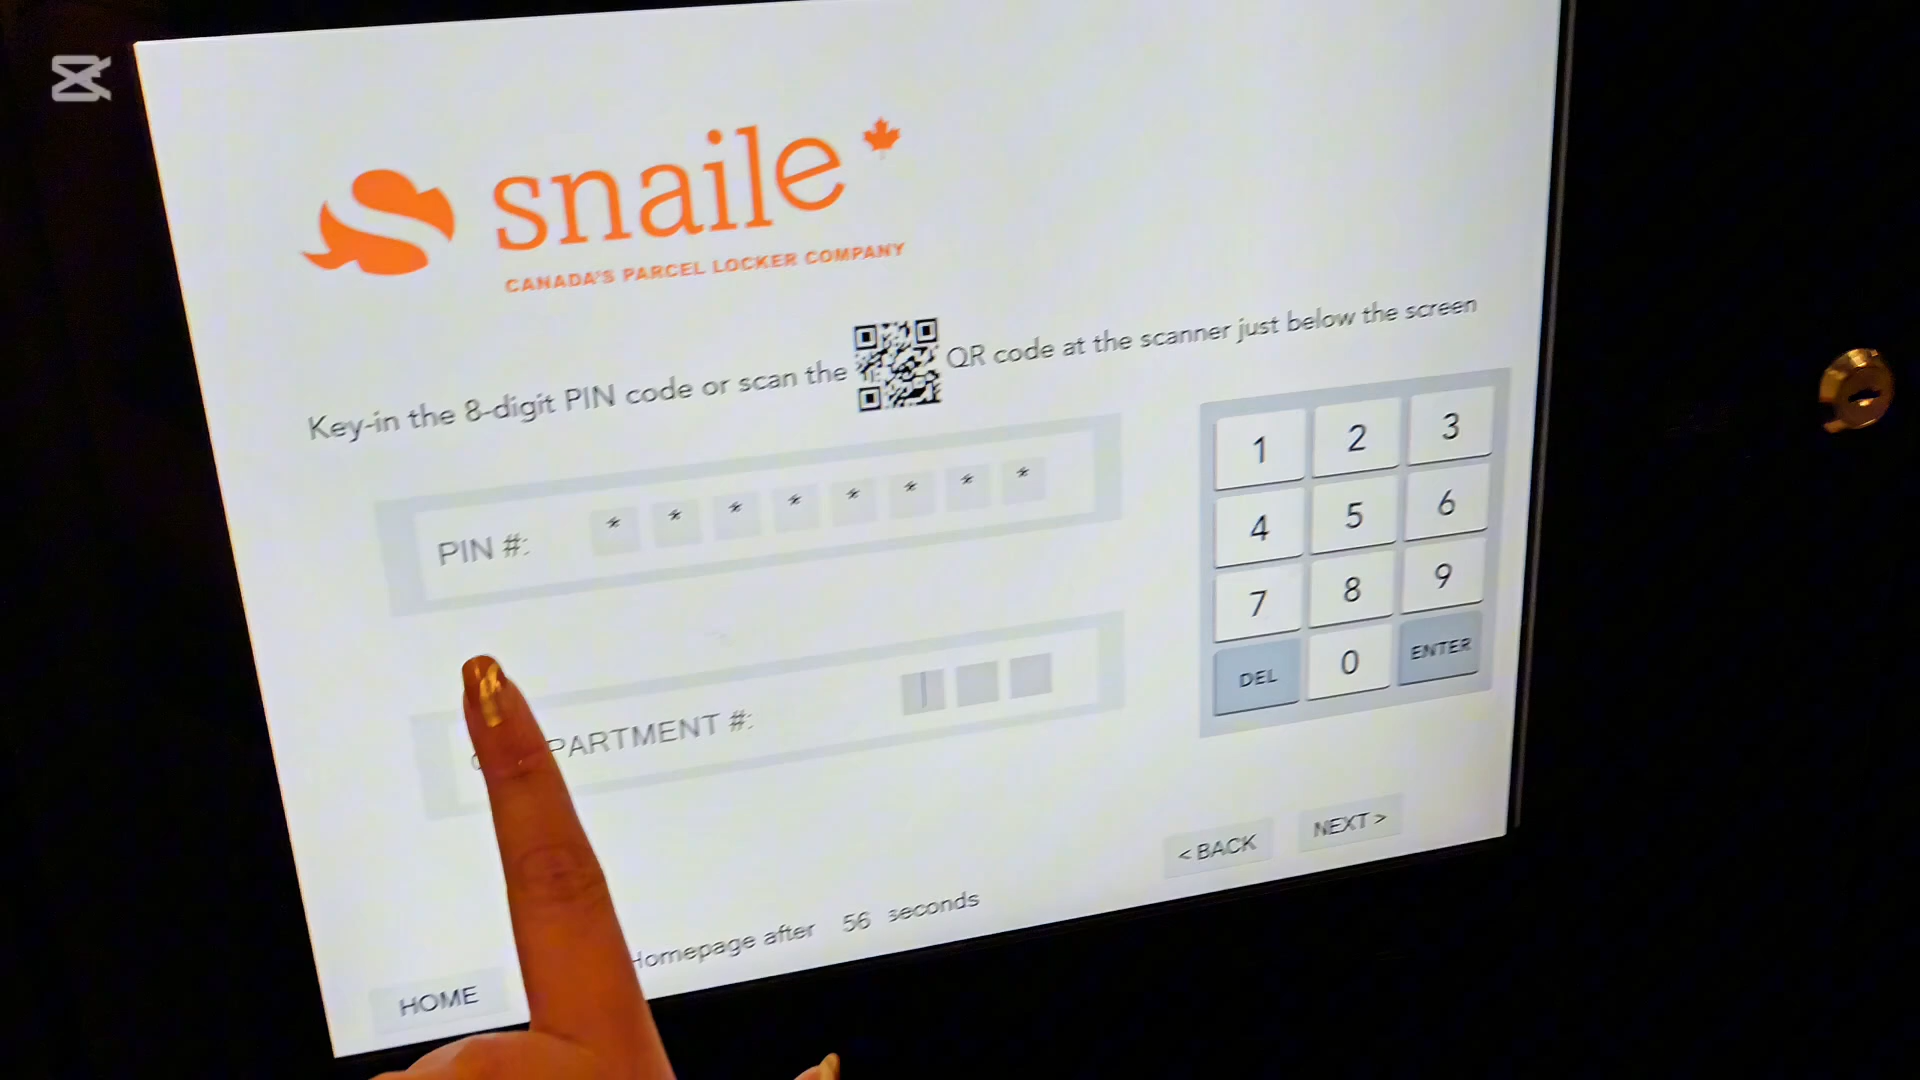 snaile
CANADA'S PARCEL LOCKER COMPANY
Key-in the 8-digit PIN code or scan the QR code at the scanner just below the screen
PIN #: * * * * * * * *
PARTMENT #:
1 2 3
4 5 6
7 8 9
DEL 0 ENTER
< BACK NEXT >
Homepage after 56 seconds
HOME